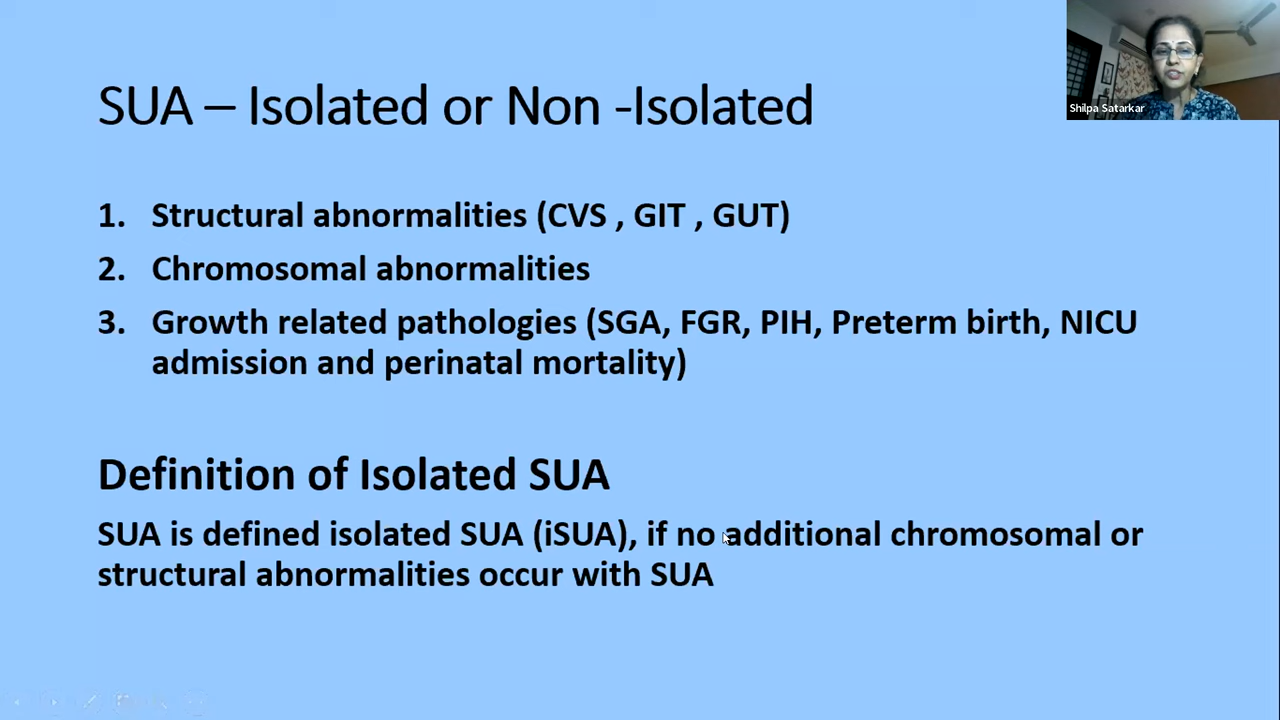 SUA – Isolated or Non -Isolated
Shilpa Satarkar
1. Structural abnormalities (CVS , GIT , GUT)
2. Chromosomal abnormalities
3. Growth related pathologies (SGA, FGR, PIH, Preterm birth, NICU
admission and perinatal mortality)
Definition of Isolated SUA
SUA is defined isolated SUA (iSUA), if no additional chromosomal or
structural abnormalities occur with SUA